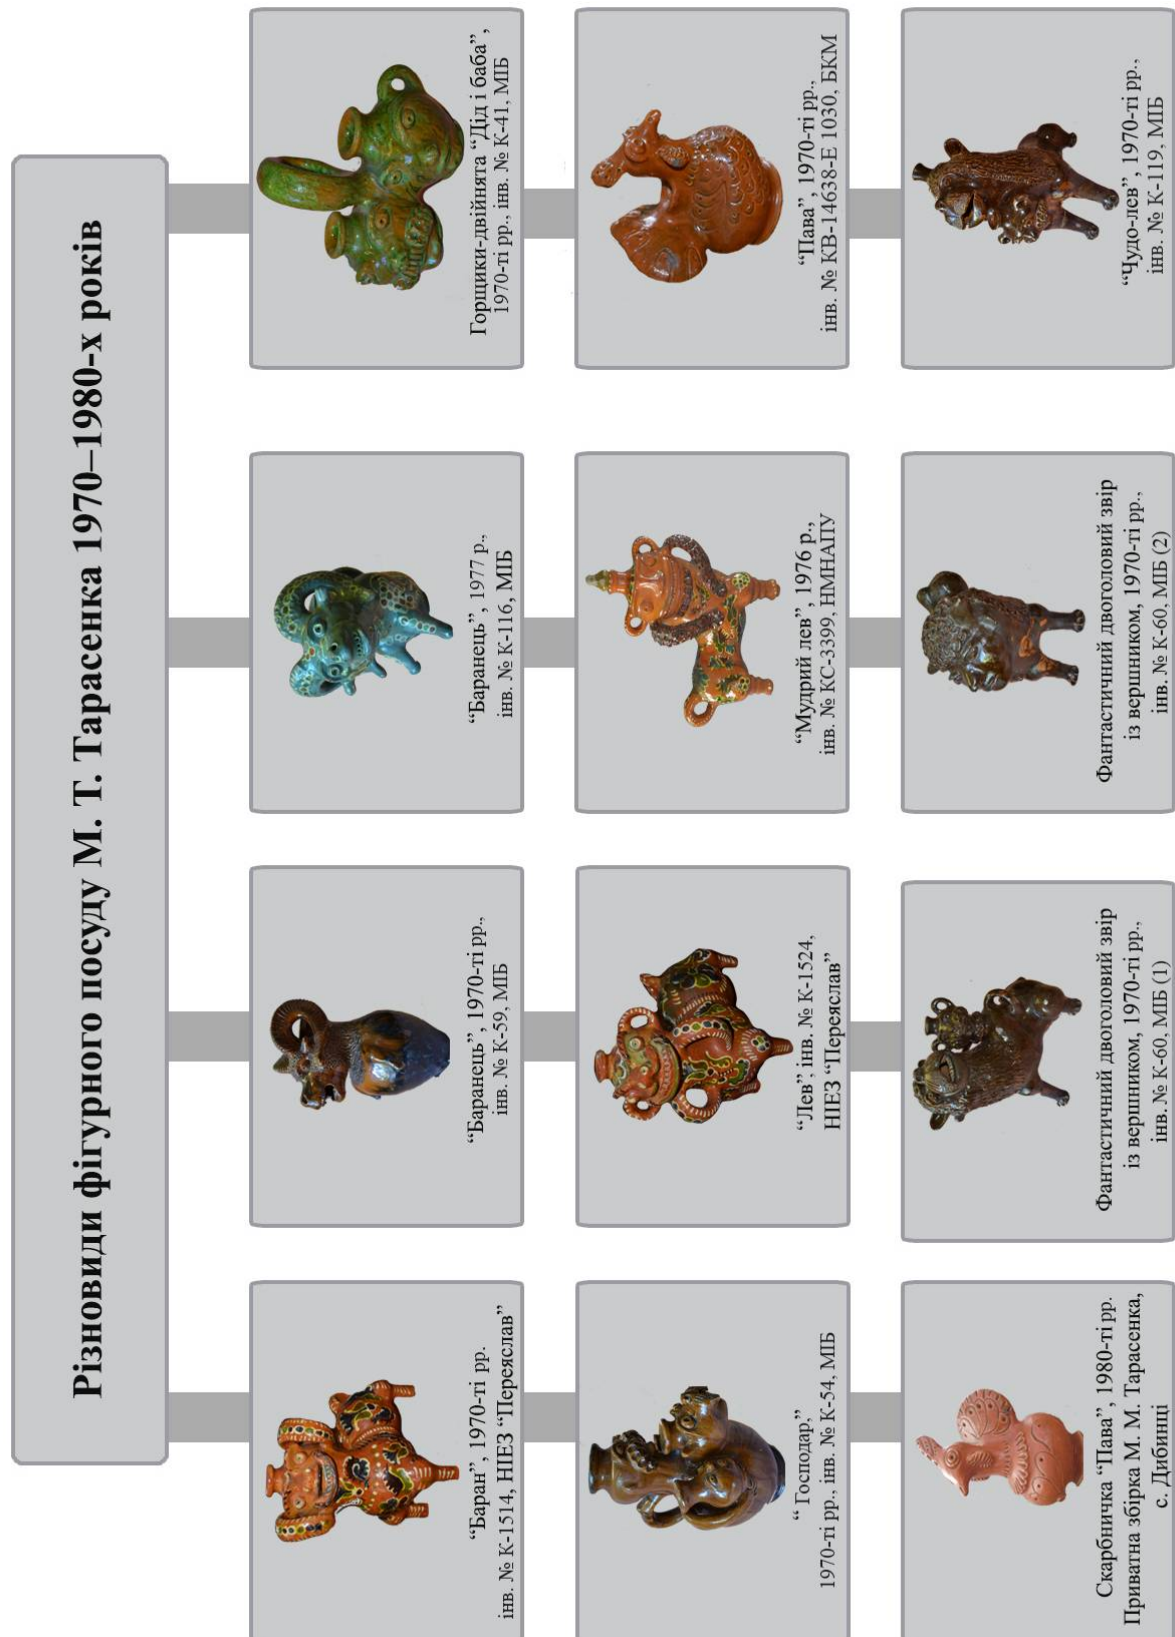 Різновиди фігурного посуду М. Т. Тарасенка 1970–1980-х років
“Баран”, 1970-ті рр.
інв. № К-1514, НІЕЗ “Переяслав”
“Баранець”, 1970-ті рр.,
інв. № К-59, МІБ
“Баранець”, 1977 р.,
інв. № К-116, МІБ
Горщики-двійнята “Дід і баба”,
1970-ті рр., інв. № К-41, МІБ
“ Господар,”
1970-ті рр., інв. № К-54, МІБ
“Лев”, інв. № К-1524,
НІЕЗ “Переяслав”
“Мудрий лев”, 1976 р.,
інв. № КС-3399, НМНАПУ
“Пава”, 1970-ті рр.,
інв. № КВ-14638-Е 1030, БКМ
Скарбничка “Пава”, 1980-ті рр.
Приватна збірка М. М. Тарасенка,
с. Дибинці
Фантастичний двоголовий звір
із вершником, 1970-ті рр.,
інв. № К-60, МІБ (1)
Фантастичний двоголовий звір
із вершником, 1970-ті рр.,
інв. № К-60, МІБ (2)
“Чудо-лев”, 1970-ті рр.,
інв. № К-119, МІБ